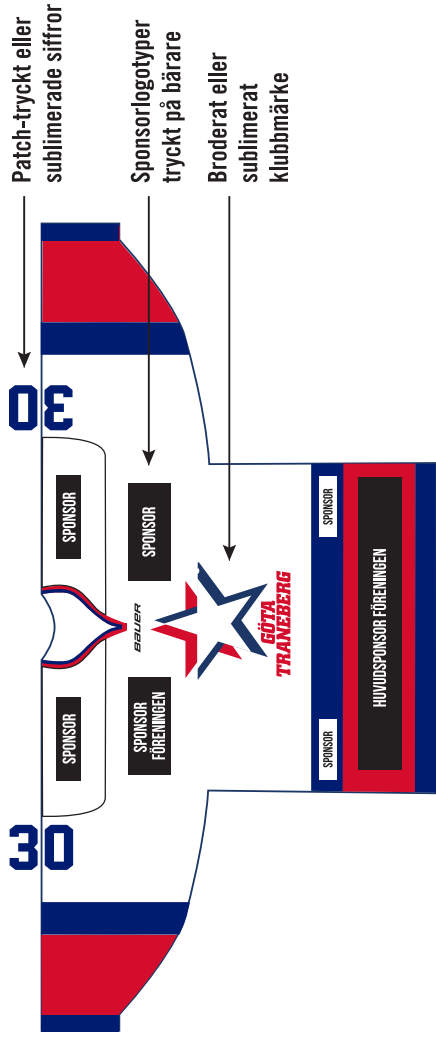 Patch-tryckt eller
sublimerade siffror
Sponsorlogotyper
tryckt på bärare
Broderat eller
sublimerat
klubbmärke
30
30
SPONSOR
SPONSOR
BAUER
SPONSOR
FÖRENINGEN
SPONSOR
GÖTA
TRANEBERG
SPONSOR
SPONSOR
HUVUDSPONSOR FÖRENINGEN